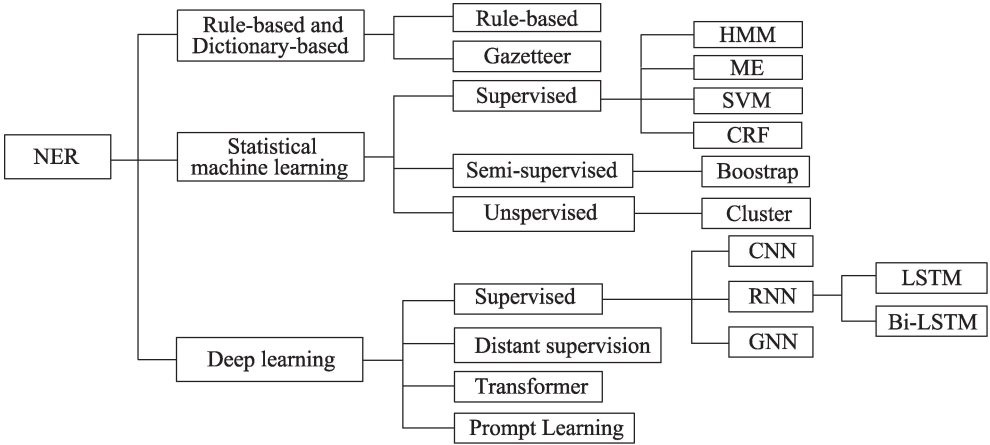 NER
Rule-based and
Dictionary-based
Rule-based
Gazetteer
Statistical
machine learning
Supervised
HMM
ME
SVM
CRF
Semi-supervised
Boostrap
Unspervised
Cluster
Deep learning
Supervised
CNN
RNN
LSTM
Bi-LSTM
GNN
Distant supervision
Transformer
Prompt Learning